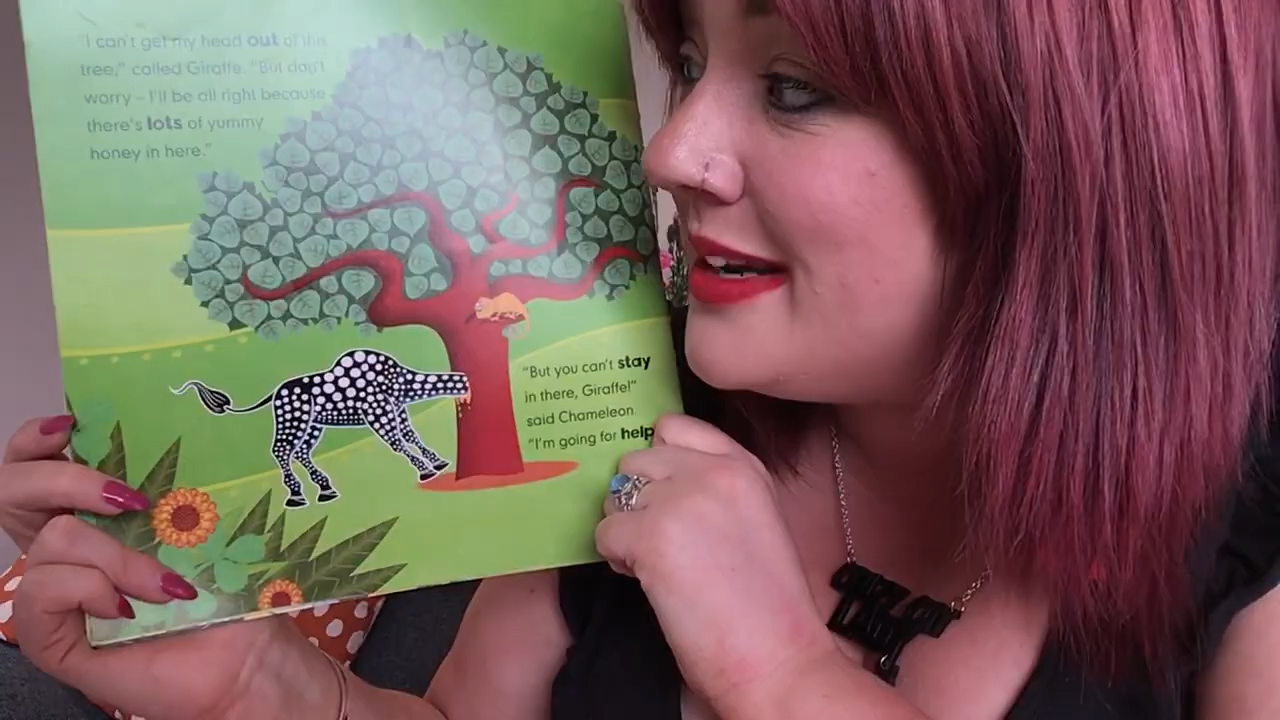 "I can't get my head out of this
tree," called Giraffe. "But don't
worry – I'll be all right because
there's lots of yummy
honey in here."
"But you can't stay
in there, Giraffe!"
said Chameleon.
"I'm going for help